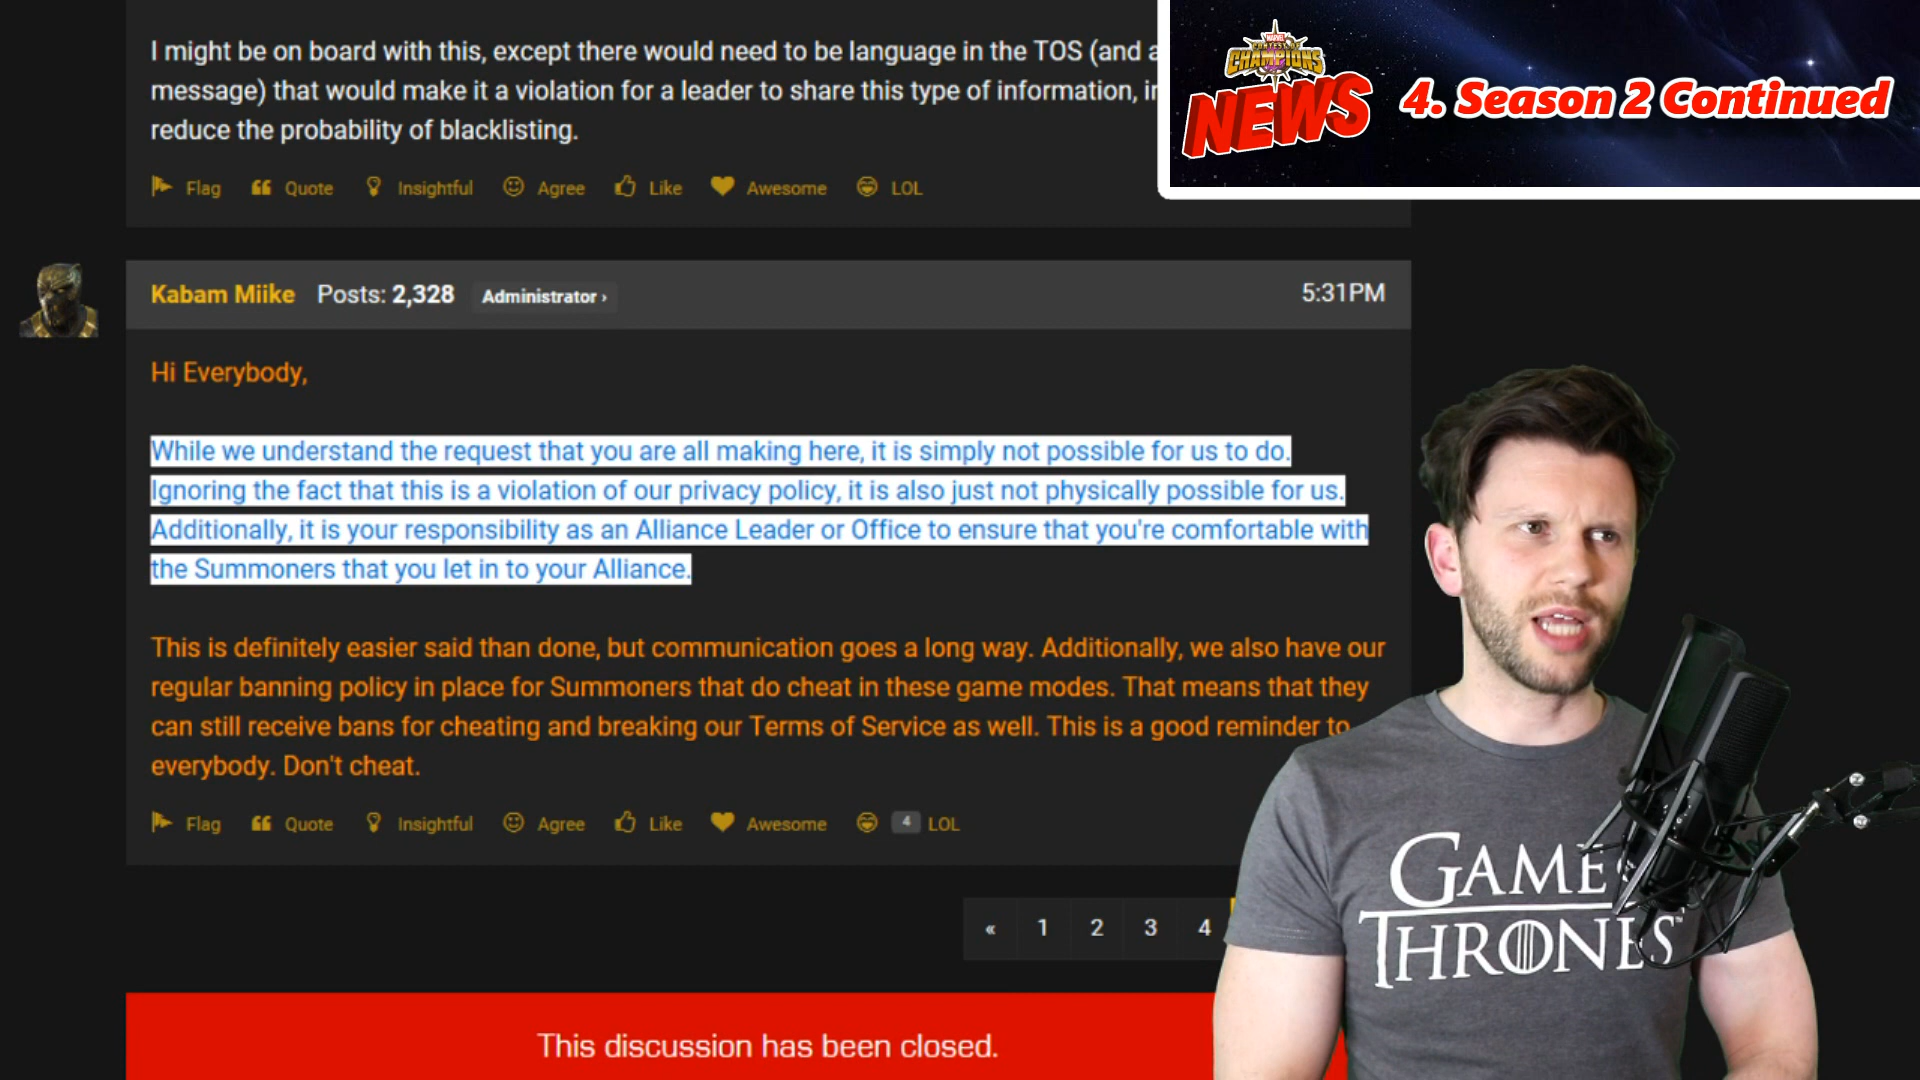 I might be on board with this, except there would need to be language in the TOS (and a
message) that would make it a violation for a leader to share this type of information, in
reduce the probability of blacklisting.
Flag Quote Insightful Agree Like Awesome LOL
MARVEL
CONTEST OF
CHAMPIONS
NEWS
4. Season 2 Continued
Kabam Miike Posts: 2,328 Administrator › 5:31PM
Hi Everybody,
While we understand the request that you are all making here, it is simply not possible for us to do.
Ignoring the fact that this is a violation of our privacy policy, it is also just not physically possible for us.
Additionally, it is your responsibility as an Alliance Leader or Office to ensure that you're comfortable with
the Summoners that you let in to your Alliance.
This is definitely easier said than done, but communication goes a long way. Additionally, we also have our
regular banning policy in place for Summoners that do cheat in these game modes. That means that they
can still receive bans for cheating and breaking our Terms of Service as well. This is a good reminder to
everybody. Don't cheat.
Flag Quote Insightful Agree Like Awesome 4 LOL
« 1 2 3 4
This discussion has been closed.
GAME
THRONES